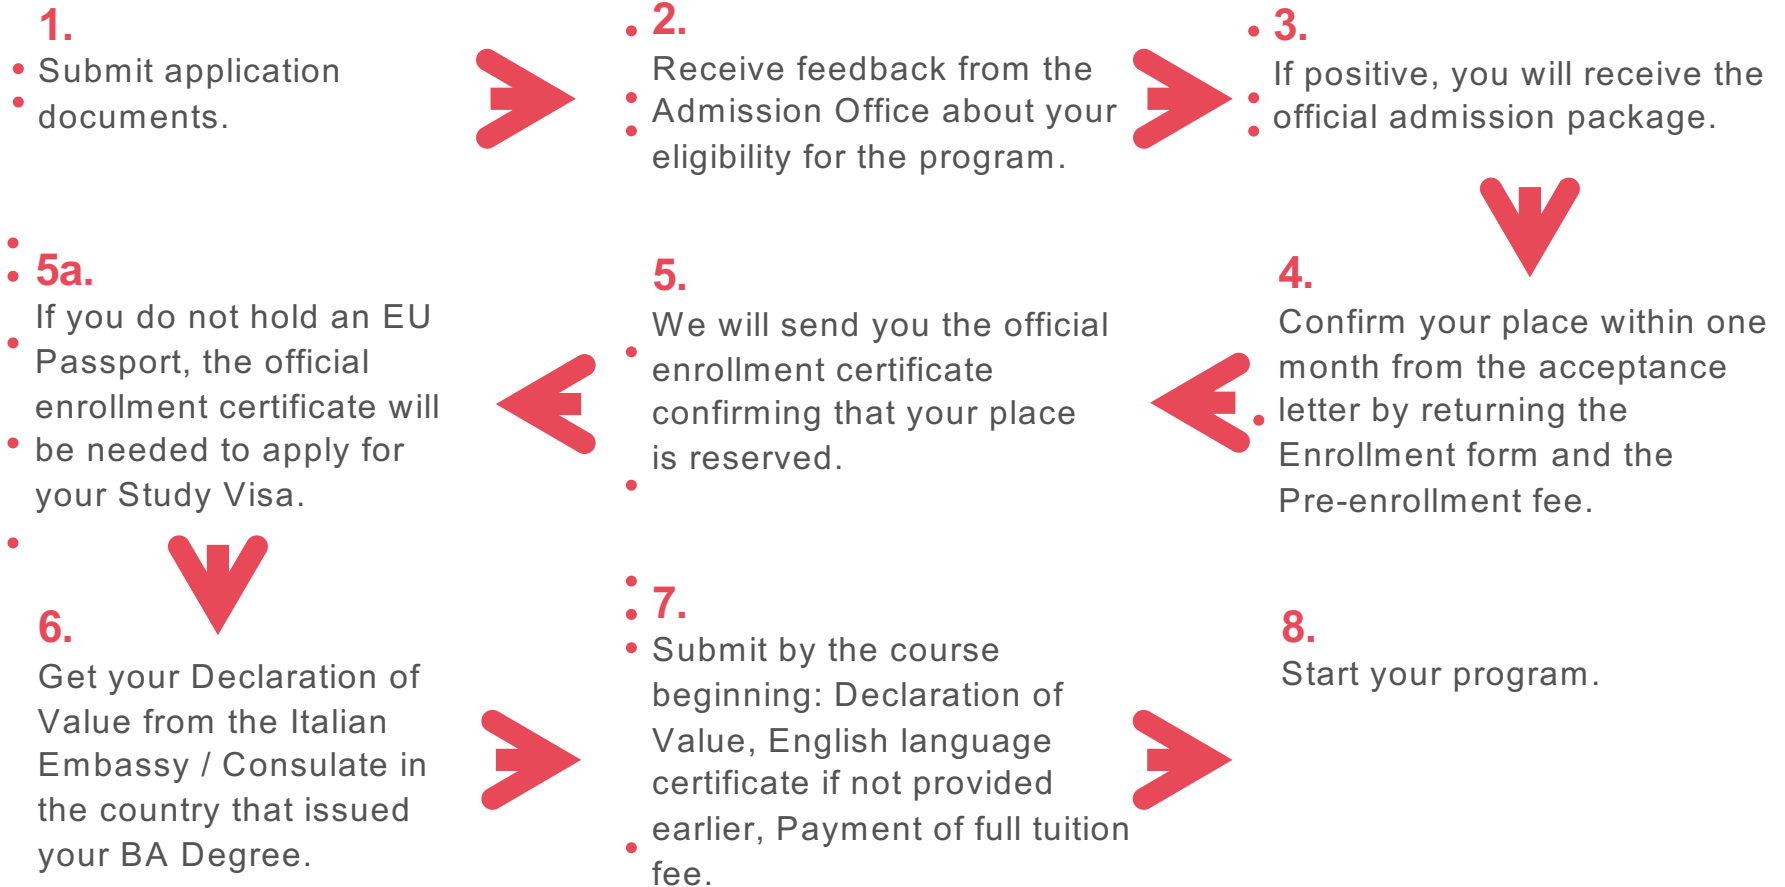 1.
Submit application
documents.
2.
Receive feedback from the
Admission Office about your
eligibility for the program.
3.
If positive, you will receive the
official admission package.
4.
Confirm your place within one
month from the acceptance
letter by returning the
Enrollment form and the
Pre-enrollment fee.
5.
We will send you the official
enrollment certificate
confirming that your place
is reserved.
5a.
If you do not hold an EU
Passport, the official
enrollment certificate will
be needed to apply for
your Study Visa.
6.
Get your Declaration of
Value from the Italian
Embassy / Consulate in
the country that issued
your BA Degree.
7.
Submit by the course
beginning: Declaration of
Value, English language
certificate if not provided
earlier, Payment of full tuition
fee.
8.
Start your program.